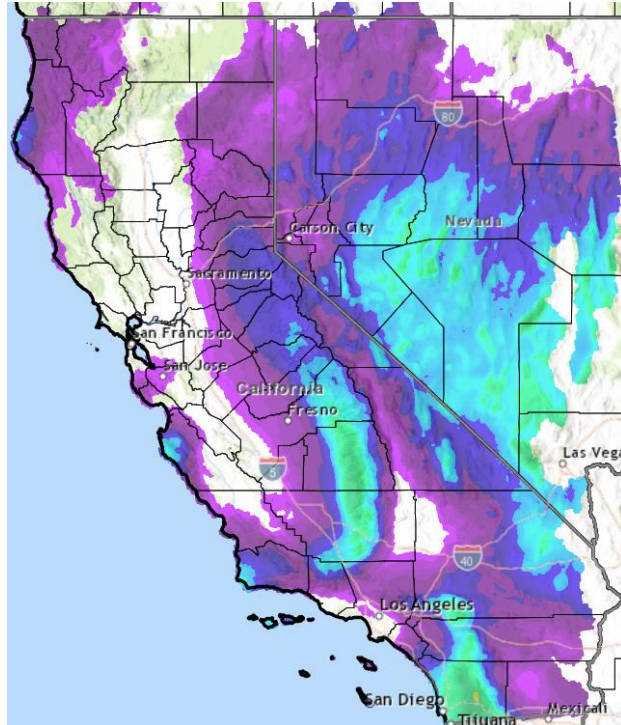 80
Nevada
Carson City
Sacramento
San Francisco
San Jose
California
Fresno
5
Las Vega
40
Los Angeles
San Diego
Tijuana
Mexicali